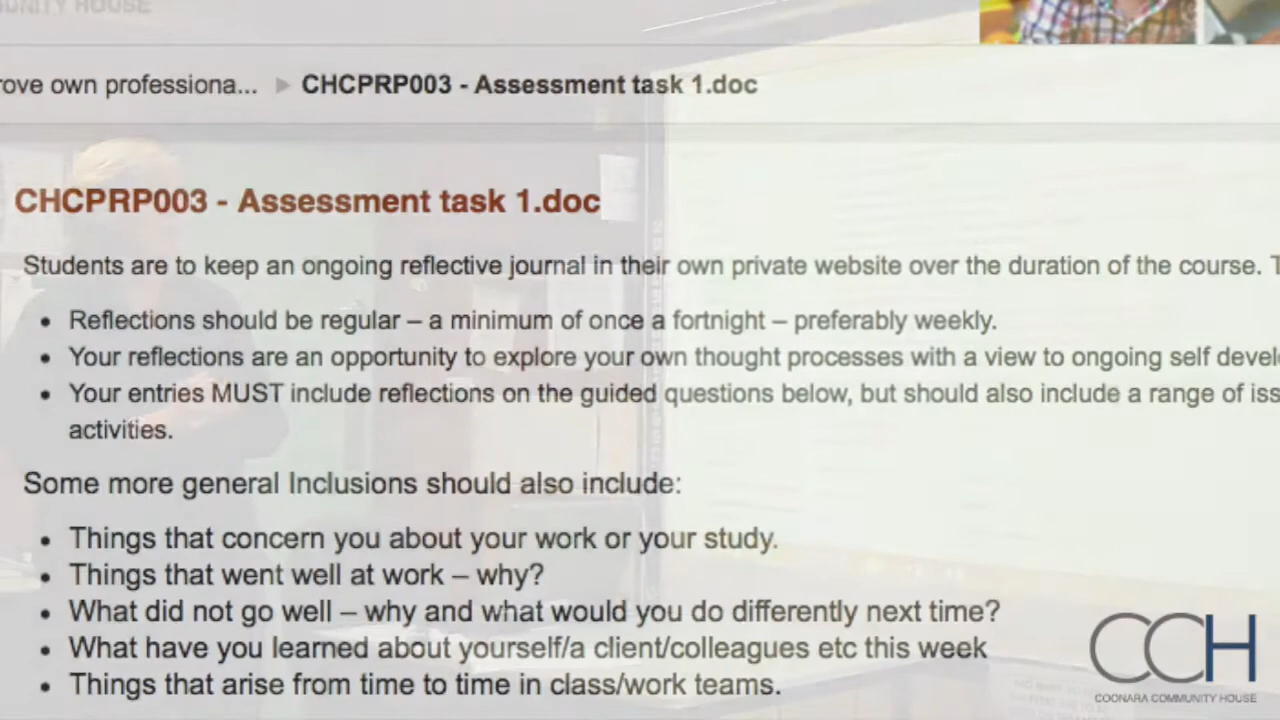 UNITY HOUSE
rove own professiona... ▶ CHCPRP003 - Assessment task 1.doc
CHCPRP003 - Assessment task 1.doc
Students are to keep an ongoing reflective journal in their own private website over the duration of the course. T
• Reflections should be regular – a minimum of once a fortnight – preferably weekly.
• Your reflections are an opportunity to explore your own thought processes with a view to ongoing self devel
• Your entries MUST include reflections on the guided questions below, but should also include a range of iss
activities.
Some more general Inclusions should also include:
• Things that concern you about your work or your study.
• Things that went well at work – why?
• What did not go well – why and what would you do differently next time?
• What have you learned about yourself/a client/colleagues etc this week
• Things that arise from time to time in class/work teams.
CCH
COONARA COMMUNITY HOUSE